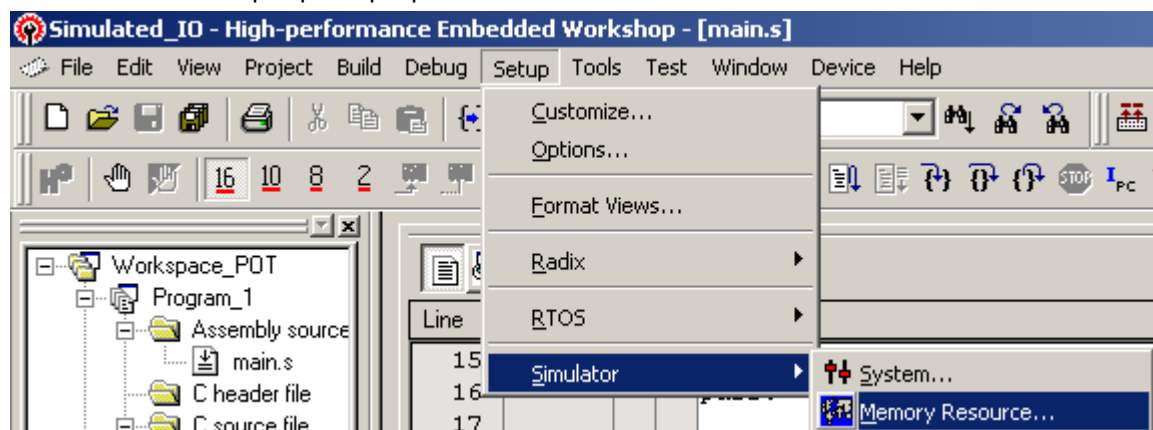 Simulated_IO - High-performance Embedded Workshop - [main.s]
File Edit View Project Build Debug Setup Tools Test Window Device Help
Customize...
Options...
16 10 8 2
STOP
I PC
Format Views...
Workspace_POT
Radix
Program_1
Assembly source
Line
RTOS
main.s
15
Simulator
System...
C header file
16
Memory Resource...
C source file
17